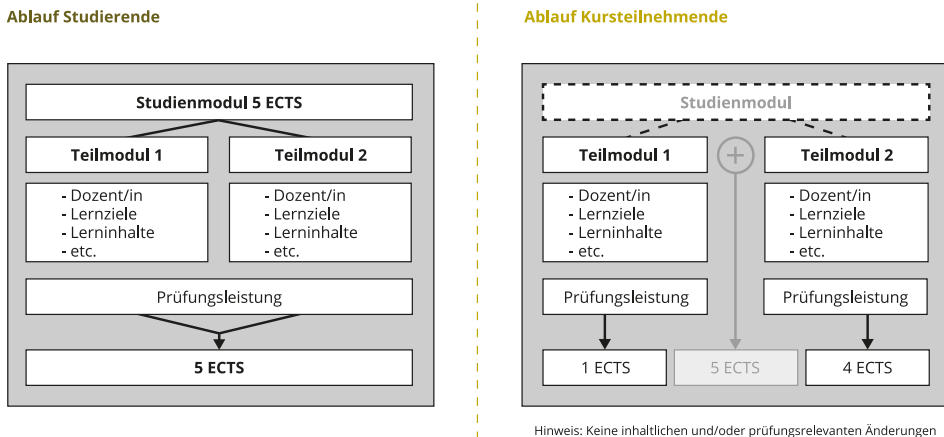 Ablauf Studierende
Studienmodul 5 ECTS
Teilmodul 1
Teilmodul 2
- Dozent/in
- Lernziele
- Lerninhalte
- etc.
- Dozent/in
- Lernziele
- Lerninhalte
- etc.
Prüfungsleistung
5 ECTS
Ablauf Kursteilnehmende
Studienmodul
Teilmodul 1
+
Teilmodul 2
- Dozent/in
- Lernziele
- Lerninhalte
- etc.
- Dozent/in
- Lernziele
- Lerninhalte
- etc.
Prüfungsleistung
Prüfungsleistung
1 ECTS
5 ECTS
4 ECTS
Hinweis: Keine inhaltlichen und/oder prüfungsrelevanten Änderungen